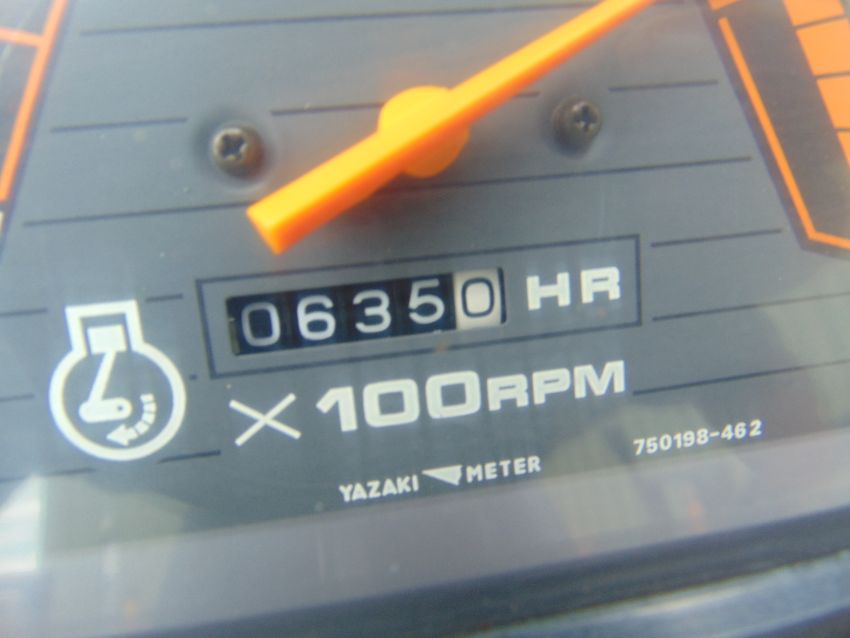 06350 HR
× 100RPM
750198-462
YAZAKI METER